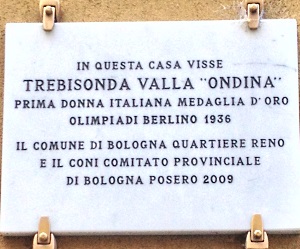 IN QUESTA CASA VISSE
TREBISONDA VALLA "ONDINA"
PRIMA DONNA ITALIANA MEDAGLIA D'ORO
OLIMPIADI BERLINO 1936
IL COMUNE DI BOLOGNA QUARTIERE RENO
E IL CONI COMITATO PROVINCIALE
DI BOLOGNA POSERO 2009